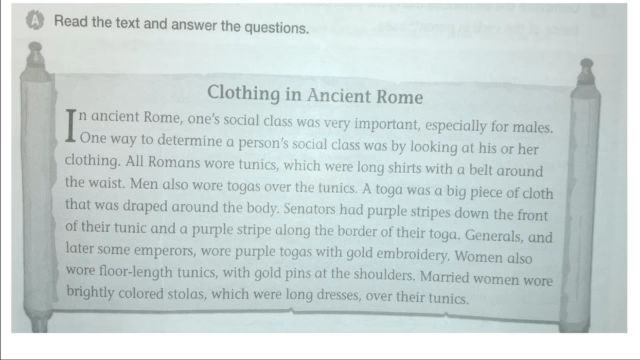 A Read the text and answer the questions.
Clothing in Ancient Rome
In ancient Rome, one's social class was very important, especially for males.
One way to determine a person's social class was by looking at his or her
clothing. All Romans wore tunics, which were long shirts with a belt around
the waist. Men also wore togas over the tunics. A toga was a big piece of cloth
that was draped around the body. Senators had purple stripes down the front
of their tunic and a purple stripe along the border of their toga. Generals, and
later some emperors, wore purple togas with gold embroidery. Women also
wore floor-length tunics, with gold pins at the shoulders. Married women wore
brightly colored stolas, which were long dresses, over their tunics.